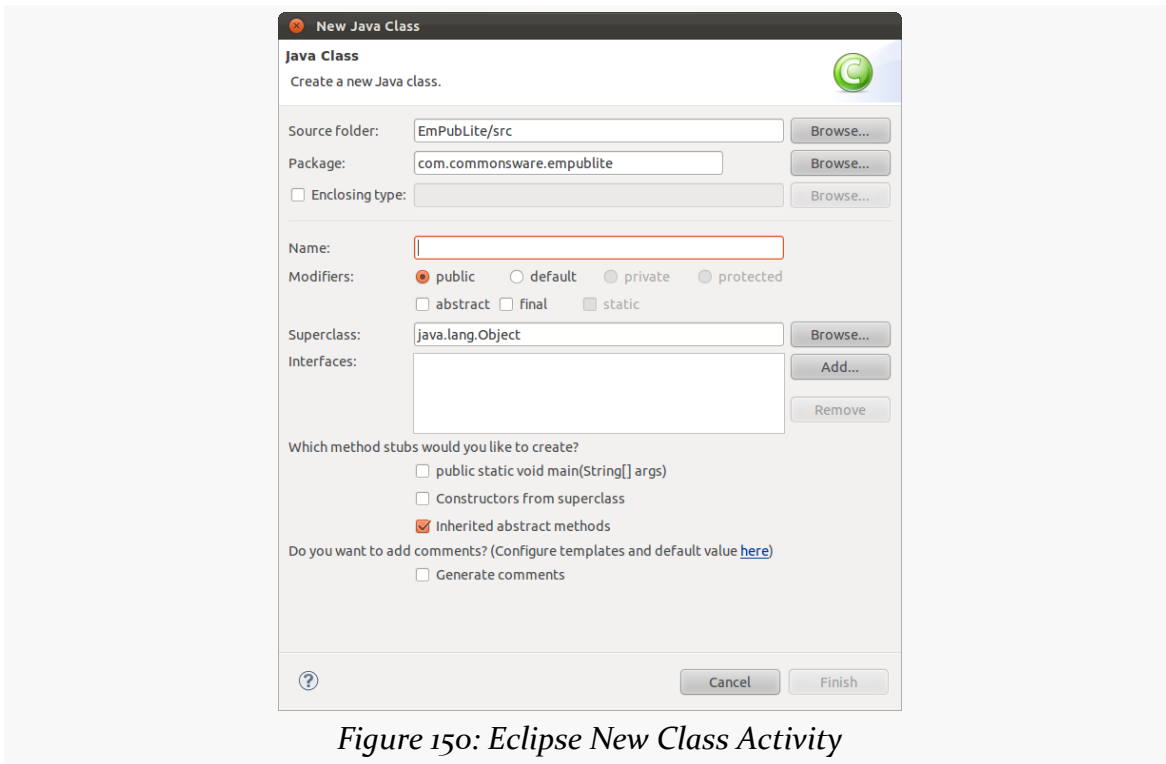 New Java Class
Java Class
Create a new Java class.
C
Source folder: EmPubLite/src Browse...
Package: com.commonsware.empublite Browse...
Enclosing type: Browse...
Name:
Modifiers: public default private protected
abstract final static
Superclass: java.lang.Object Browse...
Interfaces: Add...
Remove
Which method stubs would you like to create?
public static void main(String[] args)
Constructors from superclass
Inherited abstract methods
Do you want to add comments? (Configure templates and default value here)
Generate comments
? Cancel Finish
Figure 150: Eclipse New Class Activity